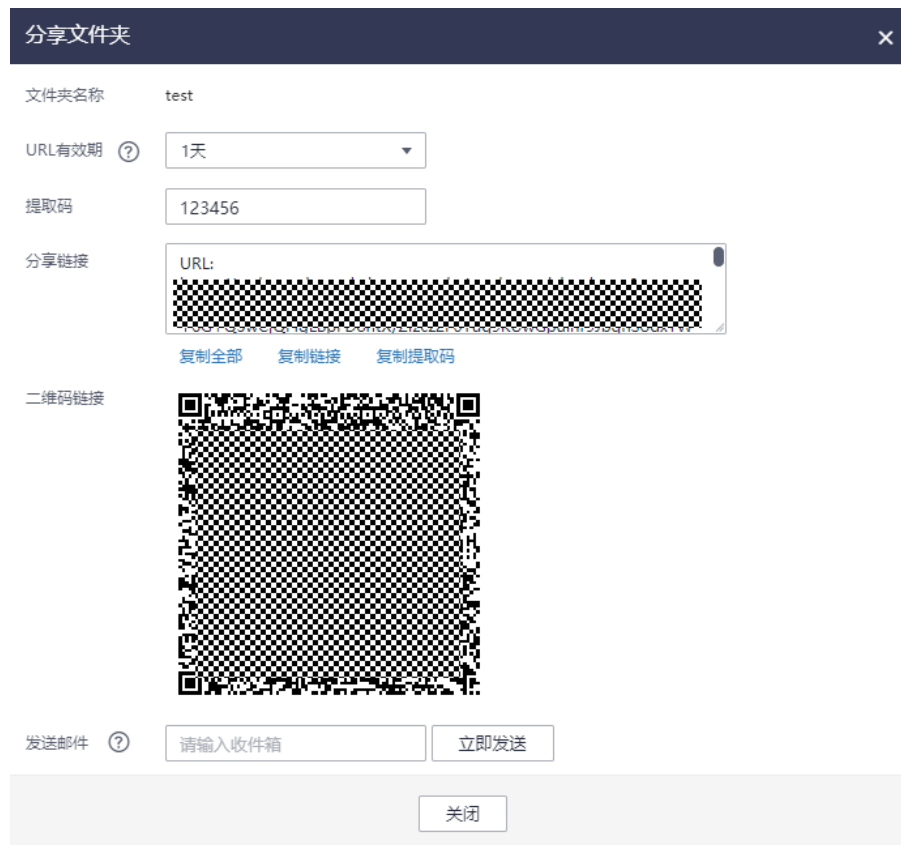 分享文件夹
文件夹名称 test
URL有效期 1天
提取码 123456
分享链接 URL:
复制全部 复制链接 复制提取码
二维码链接
发送邮件 请输入收件箱 立即发送
关闭